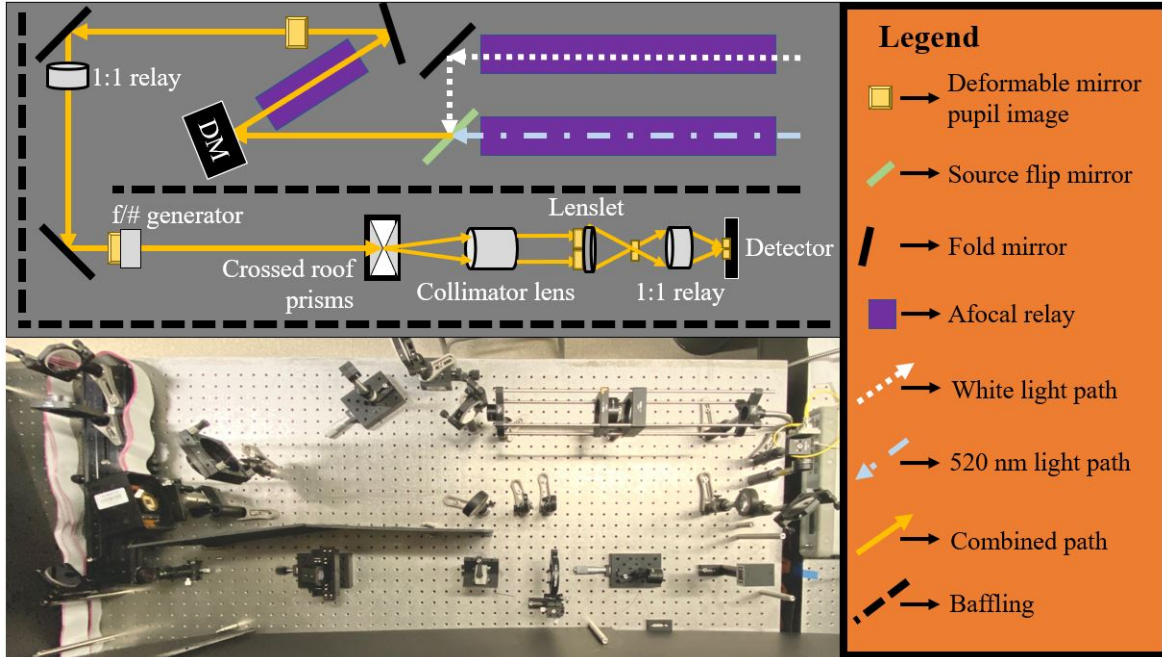 1:1 relay
DM
f/# generator
Lenslet
Crossed roof
prisms
Collimator lens
1:1 relay
Detector
Legend
Deformable mirror
pupil image
Source flip mirror
Fold mirror
Afocal relay
White light path
520 nm light path
Combined path
Baffling